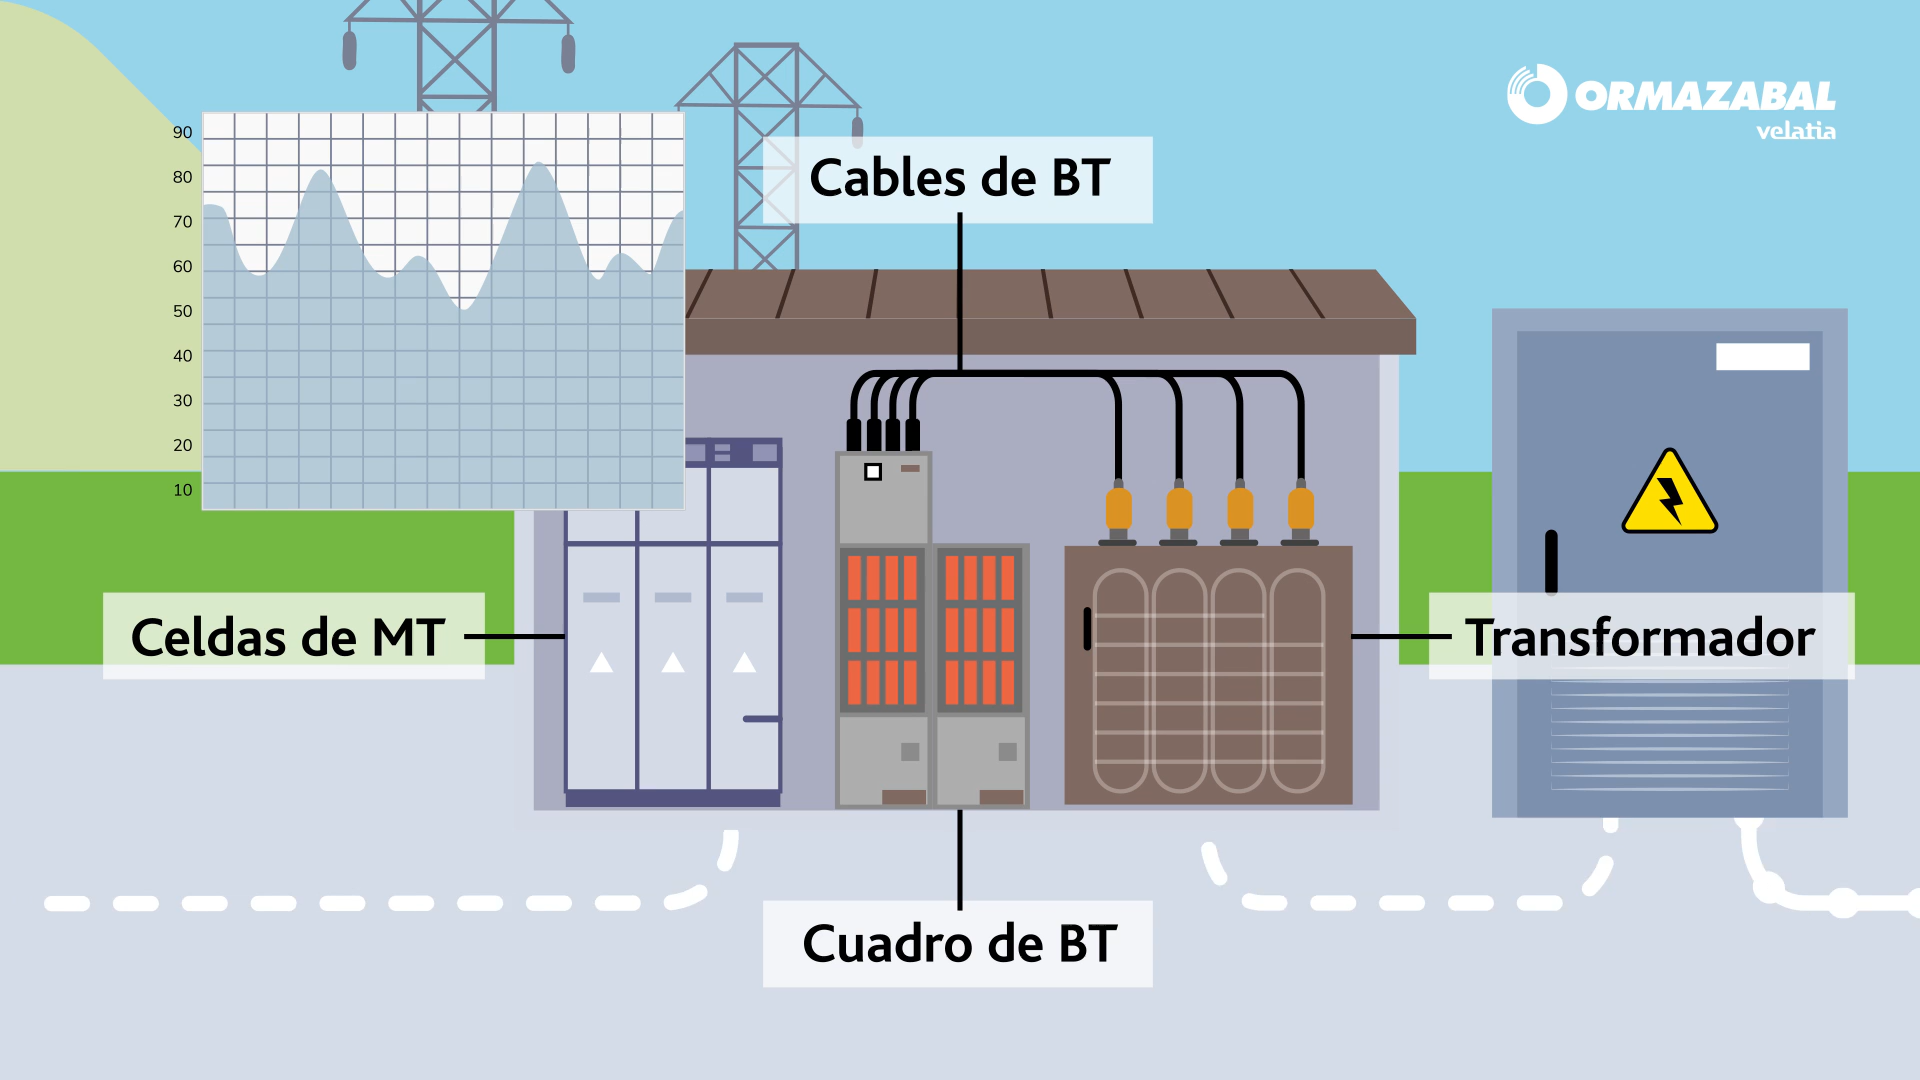 ORMAZABAL
velatia
90
80
70
60
50
40
30
20
10
Cables de BT
Celdas de MT
Transformador
Cuadro de BT